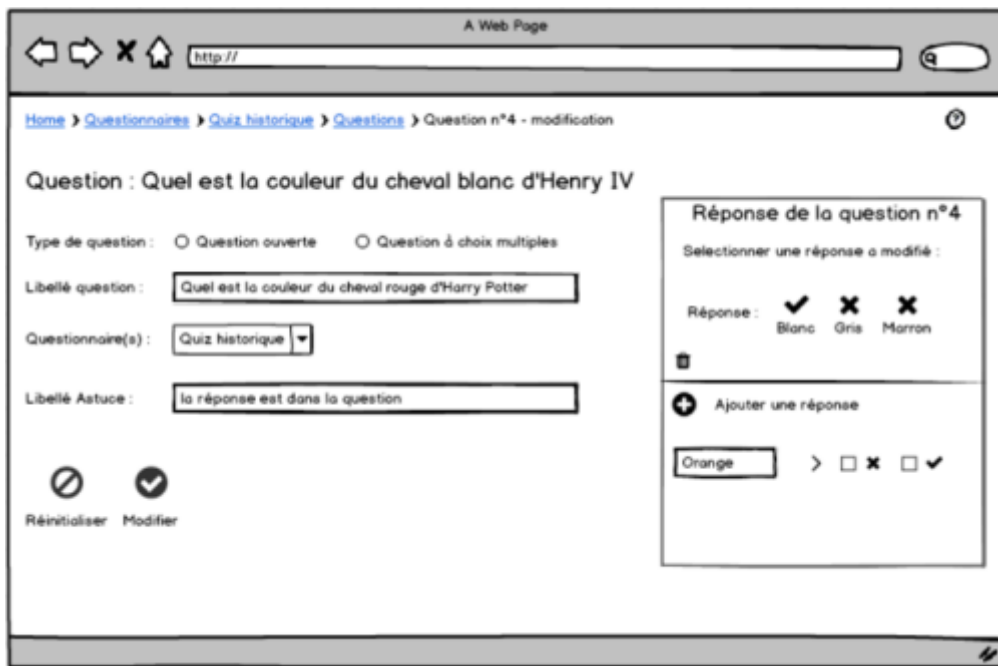 A Web Page
http://
Home > Questionnaires > Quiz historique > Questions > Question n°4 - modification
Question : Quel est la couleur du cheval blanc d'Henry IV
Type de question : Question ouverte Question à choix multiples
Libellé question : Quel est la couleur du cheval rouge d'Harry Potter
Questionnaire(s) : Quiz historique
Libellé Astuce : la réponse est dans la question
Réinitialiser Modifier
Réponse de la question n°4
Selectionner une réponse a modifié :
Réponse :
Blanc Gris Marron
Ajouter une réponse
Orange >